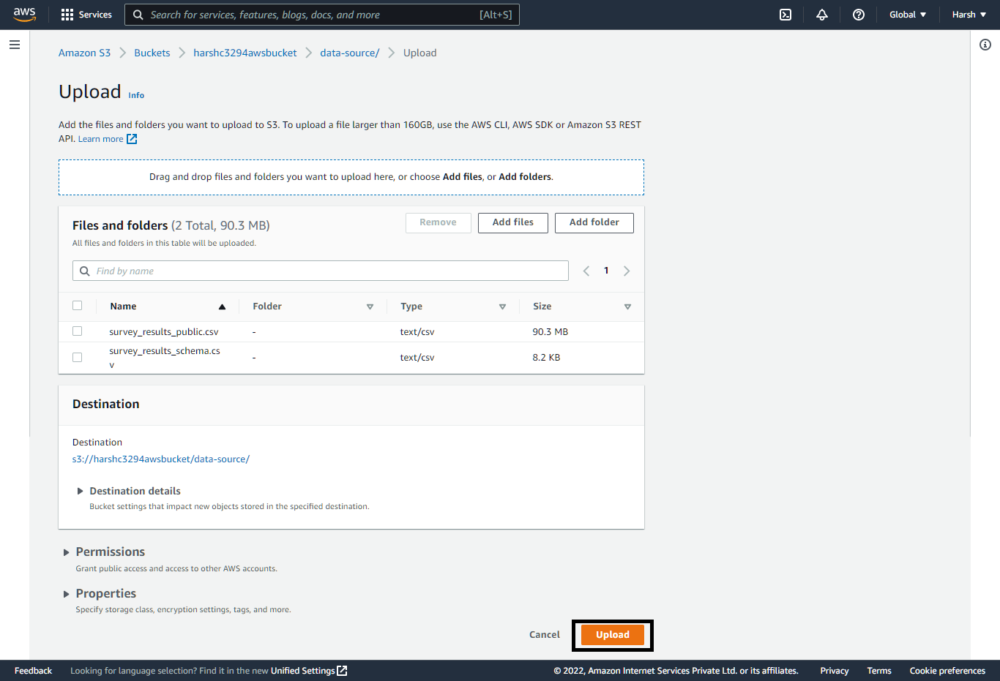 aws
Services
Search for services, features, blogs, docs, and more [Alt+S]
Global
Harsh
Amazon S3 Buckets harshc3294awsbucket data-source/ Upload
Upload Info
Add the files and folders you want to upload to S3. To upload a file larger than 160GB, use the AWS CLI, AWS SDK or Amazon S3 REST
API. Learn more
Drag and drop files and folders you want to upload here, or choose Add files, or Add folders.
Files and folders (2 Total, 90.3 MB)
Remove
Add files
Add folder
All files and folders in this table will be uploaded.
Find by name
1
Name Folder Type Size
survey_results_public.csv - text/csv 90.3 MB
survey_results_schema.cs
v
- text/csv 8.2 KB
Destination
Destination
s3://harshc3294awsbucket/data-source/
Destination details
Bucket settings that impact new objects stored in the specified destination.
Permissions
Grant public access and access to other AWS accounts.
Properties
Specify storage class, encryption settings, tags, and more.
Cancel
Upload
Feedback
Looking for language selection? Find it in the new Unified Settings
© 2022, Amazon Internet Services Private Ltd. or its affiliates.
Privacy
Terms
Cookie preferences